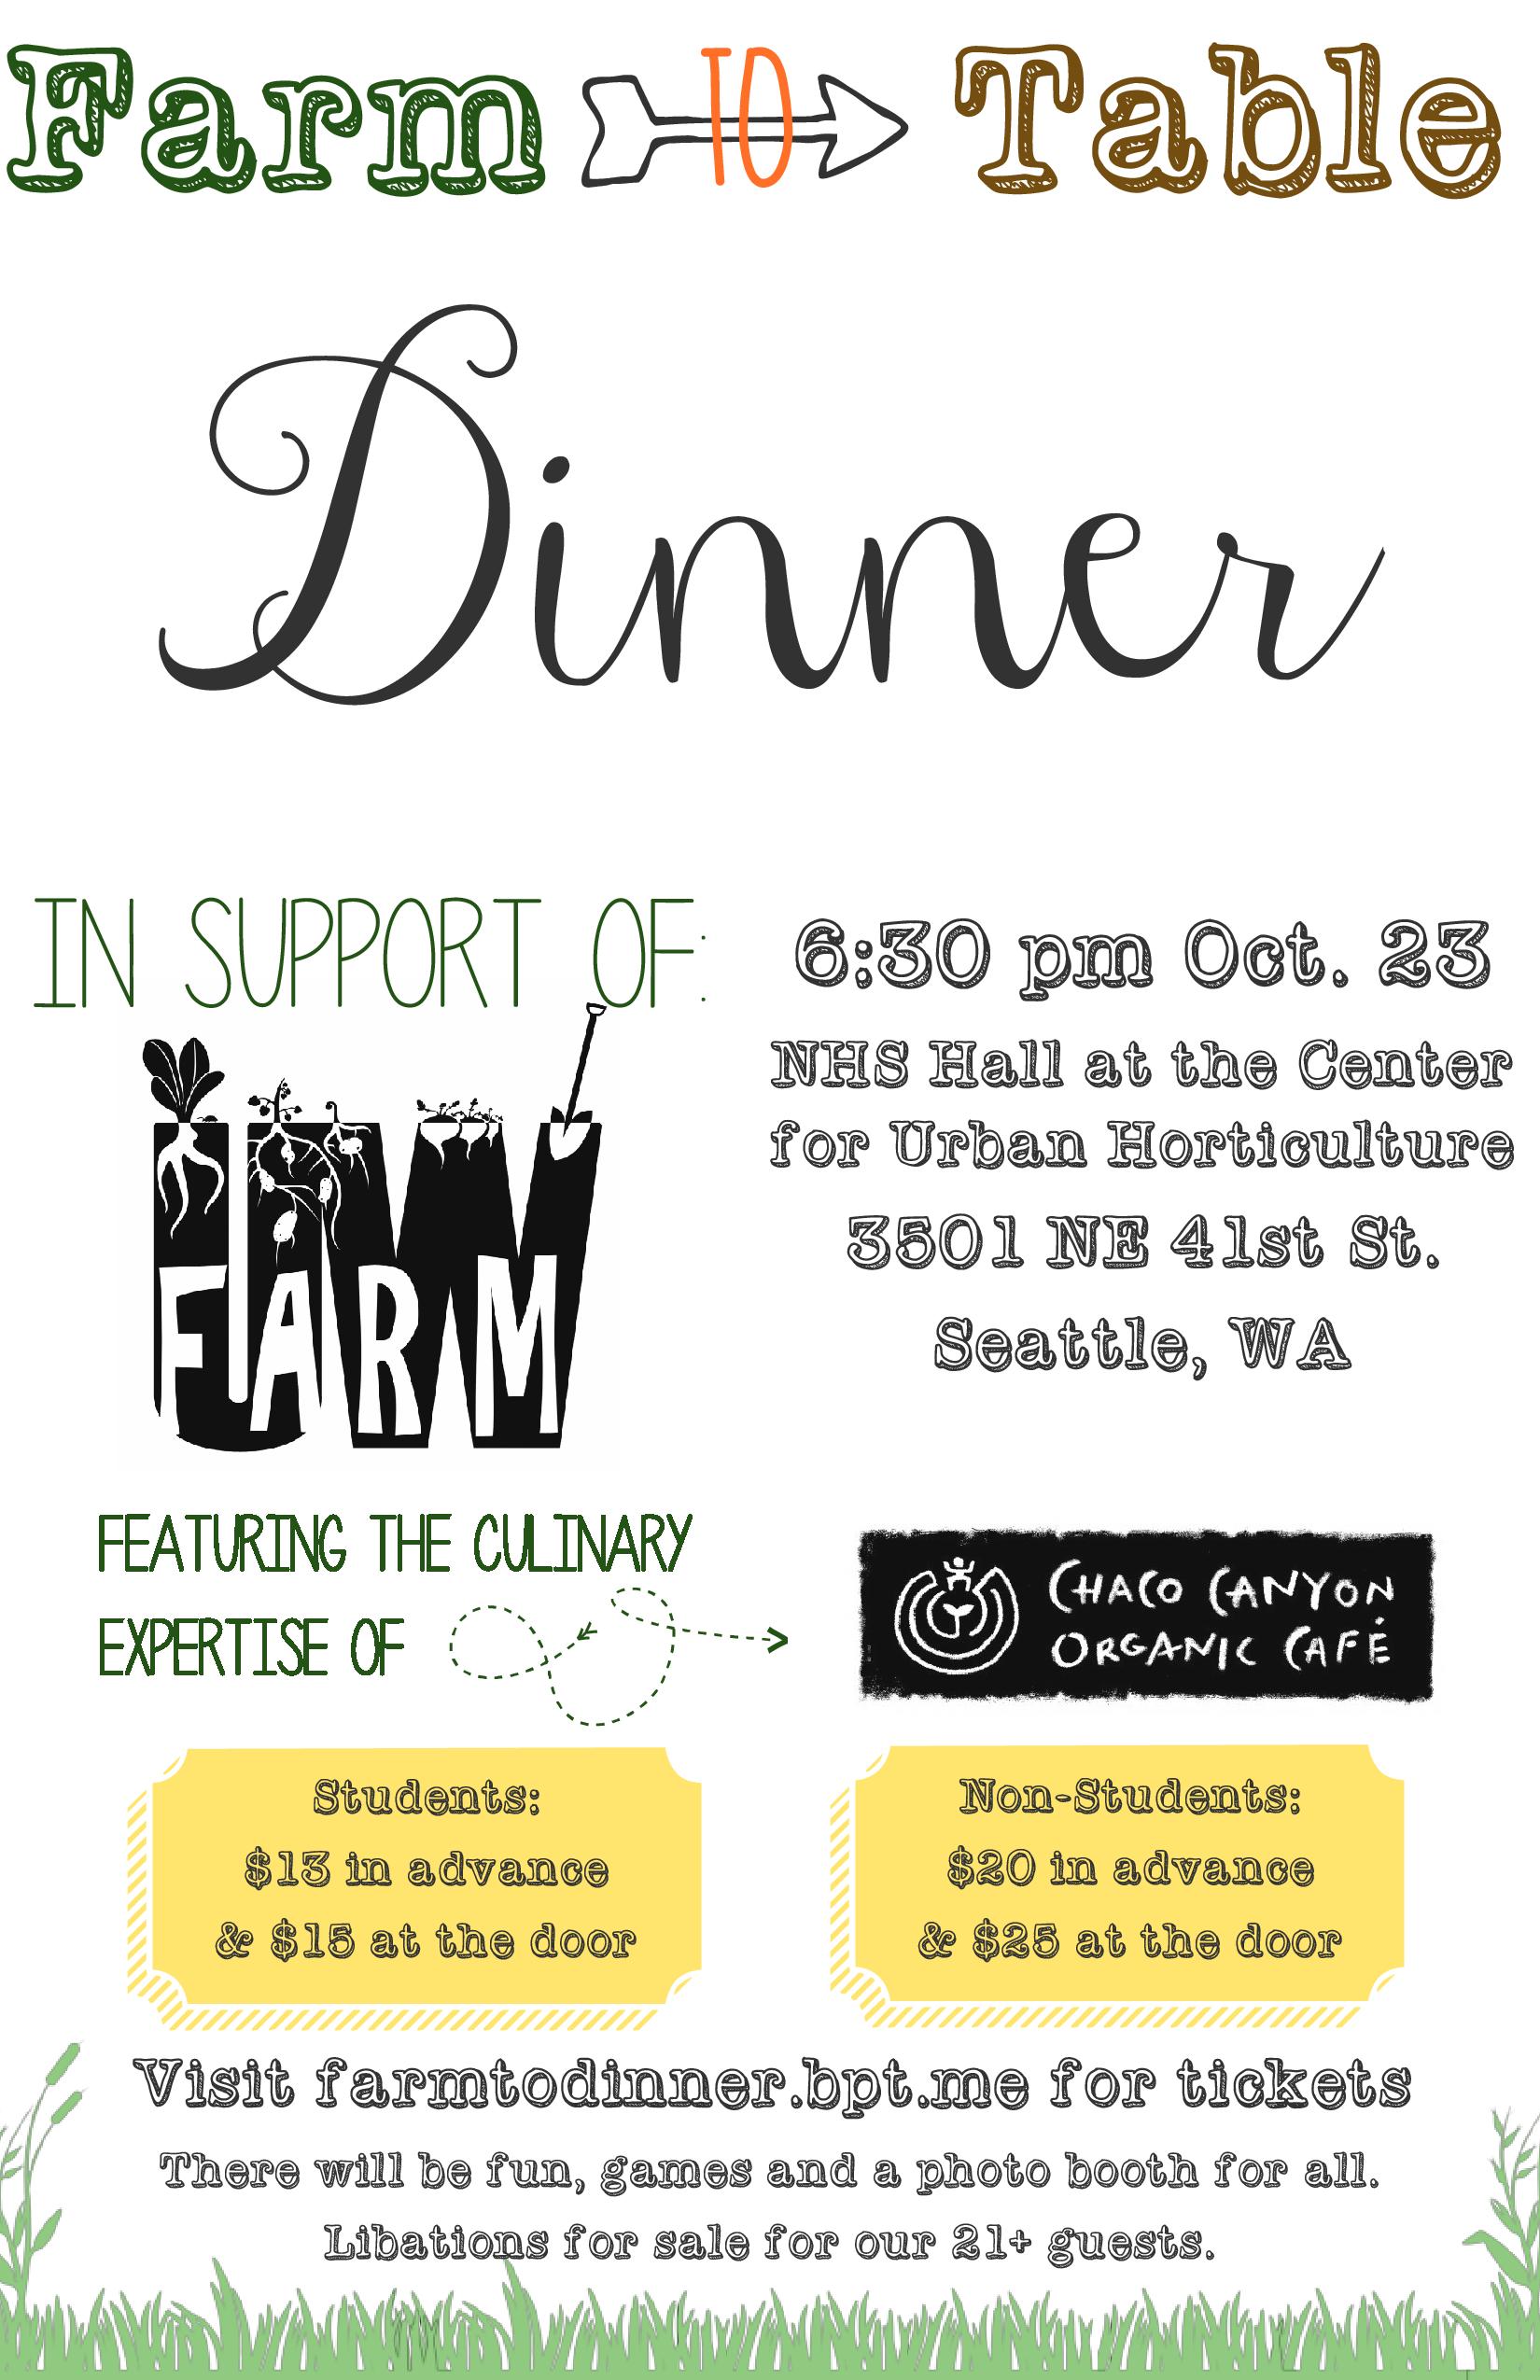 Farm TO Table
Dinner
IN SUPPORT OF:
UW
FARM
6:30 pm Oct. 23
NHS Hall at the Center
for Urban Horticulture
3501 NE 41st St.
Seattle, WA
FEATURING THE CULINARY
EXPERTISE OF
CHACO CANYON
ORGANIC CAFÉ
Students:
$13 in advance
& $15 at the door
Non-Students:
$20 in advance
& $25 at the door
Visit farmtodinner.bpt.me for tickets
There will be fun, games and a photo booth for all.
Libations for sale for our 21+ guests.